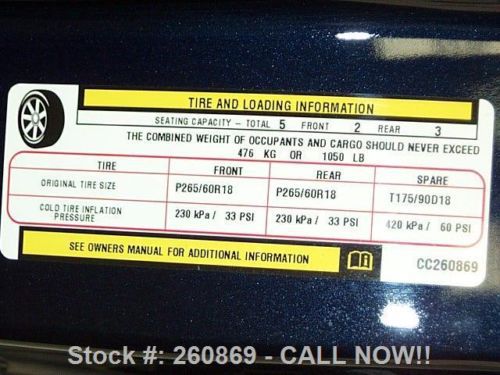 TIRE AND LOADING INFORMATION
SEATING CAPACITY - TOTAL 5 FRONT 2 REAR 3
THE COMBINED WEIGHT OF OCCUPANTS AND CARGO SHOULD NEVER EXCEED
476 KG OR 1050 LB
TIRE FRONT REAR SPARE
ORIGINAL TIRE SIZE P265/60R18 P265/60R18 T175/90D18
COLD TIRE INFLATION PRESSURE 230 kPa / 33 PSI 230 kPa / 33 PSI 420 kPa / 60 PSI
SEE OWNERS MANUAL FOR ADDITIONAL INFORMATION
CC260869
Stock #: 260869 - CALL NOW!!